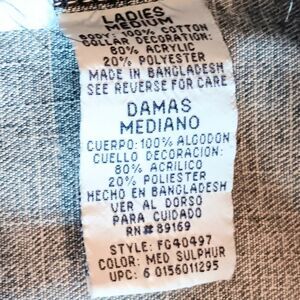 LADIES
MEDIUM
BODY: 100% COTTON
COLLAR DECORATION:
80% ACRYLIC
20% POLYESTER
MADE IN BANGLADESH
SEE REVERSE FOR CARE
DAMAS
MEDIANO
CUERPO: 100% ALGODON
CUELLO DECORACION:
80% ACRILICO
20% POLIESTER
HECHO EN BANGLADESH
VER AL DORSO
PARA CUIDADO
RN# 89169
STYLE: FG40497
COLOR: MED SULPHUR
UPC: 6 0156011295